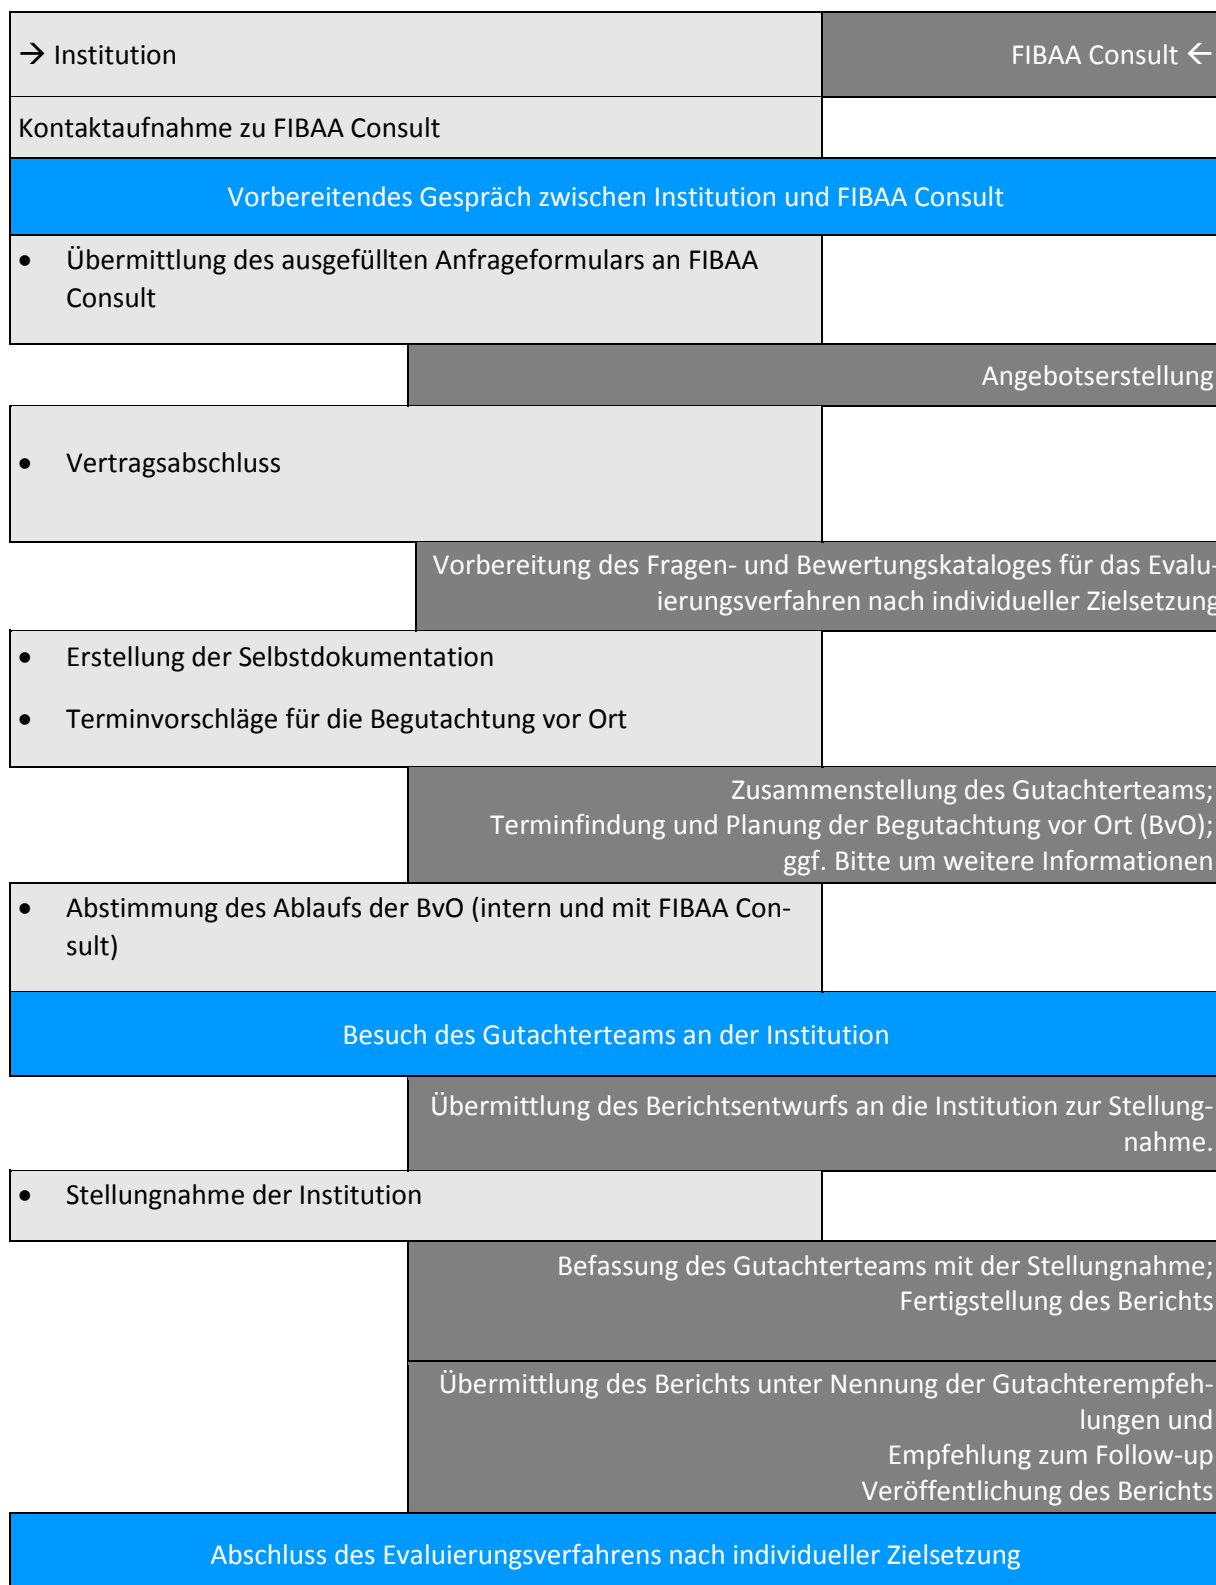 → Institution
FIBAA Consult ←
Kontaktaufnahme zu FIBAA Consult
Vorbereitendes Gespräch zwischen Institution und FIBAA Consult
• Übermittlung des ausgefüllten Anfrageformulars an FIBAA
Consult
Angebotserstellung
• Vertragsabschluss
Vorbereitung des Fragen- und Bewertungskataloges für das Evalu-
ierungsverfahren nach individueller Zielsetzung
• Erstellung der Selbstdokumentation
• Terminvorschläge für die Begutachtung vor Ort
Zusammenstellung des Gutachterteams;
Terminfindung und Planung der Begutachtung vor Ort (BvO);
ggf. Bitte um weitere Informationen
• Abstimmung des Ablaufs der BvO (intern und mit FIBAA Con-
sult)
Besuch des Gutachterteams an der Institution
Übermittlung des Berichtsentwurfs an die Institution zur Stellung-
nahme.
• Stellungnahme der Institution
Befassung des Gutachterteams mit der Stellungnahme;
Fertigstellung des Berichts
Übermittlung des Berichts unter Nennung der Gutachterempfeh-
lungen und
Empfehlung zum Follow-up
Veröffentlichung des Berichts
Abschluss des Evaluierungsverfahrens nach individueller Zielsetzung